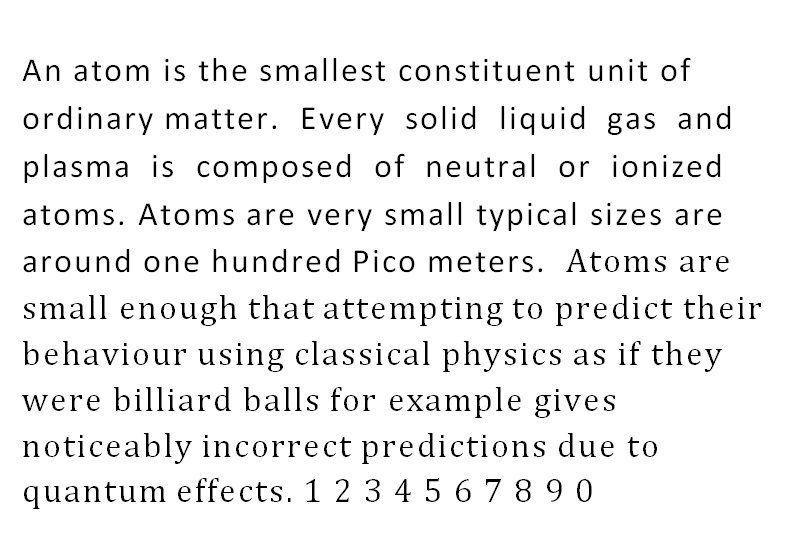 An atom is the smallest constituent unit of
ordinary matter. Every solid liquid gas and
plasma is composed of neutral or ionized
atoms. Atoms are very small typical sizes are
around one hundred Pico meters. Atoms are
small enough that attempting to predict their
behaviour using classical physics as if they
were billiard balls for example gives
noticeably incorrect predictions due to
quantum effects. 1 2 3 4 5 6 7 8 9 0